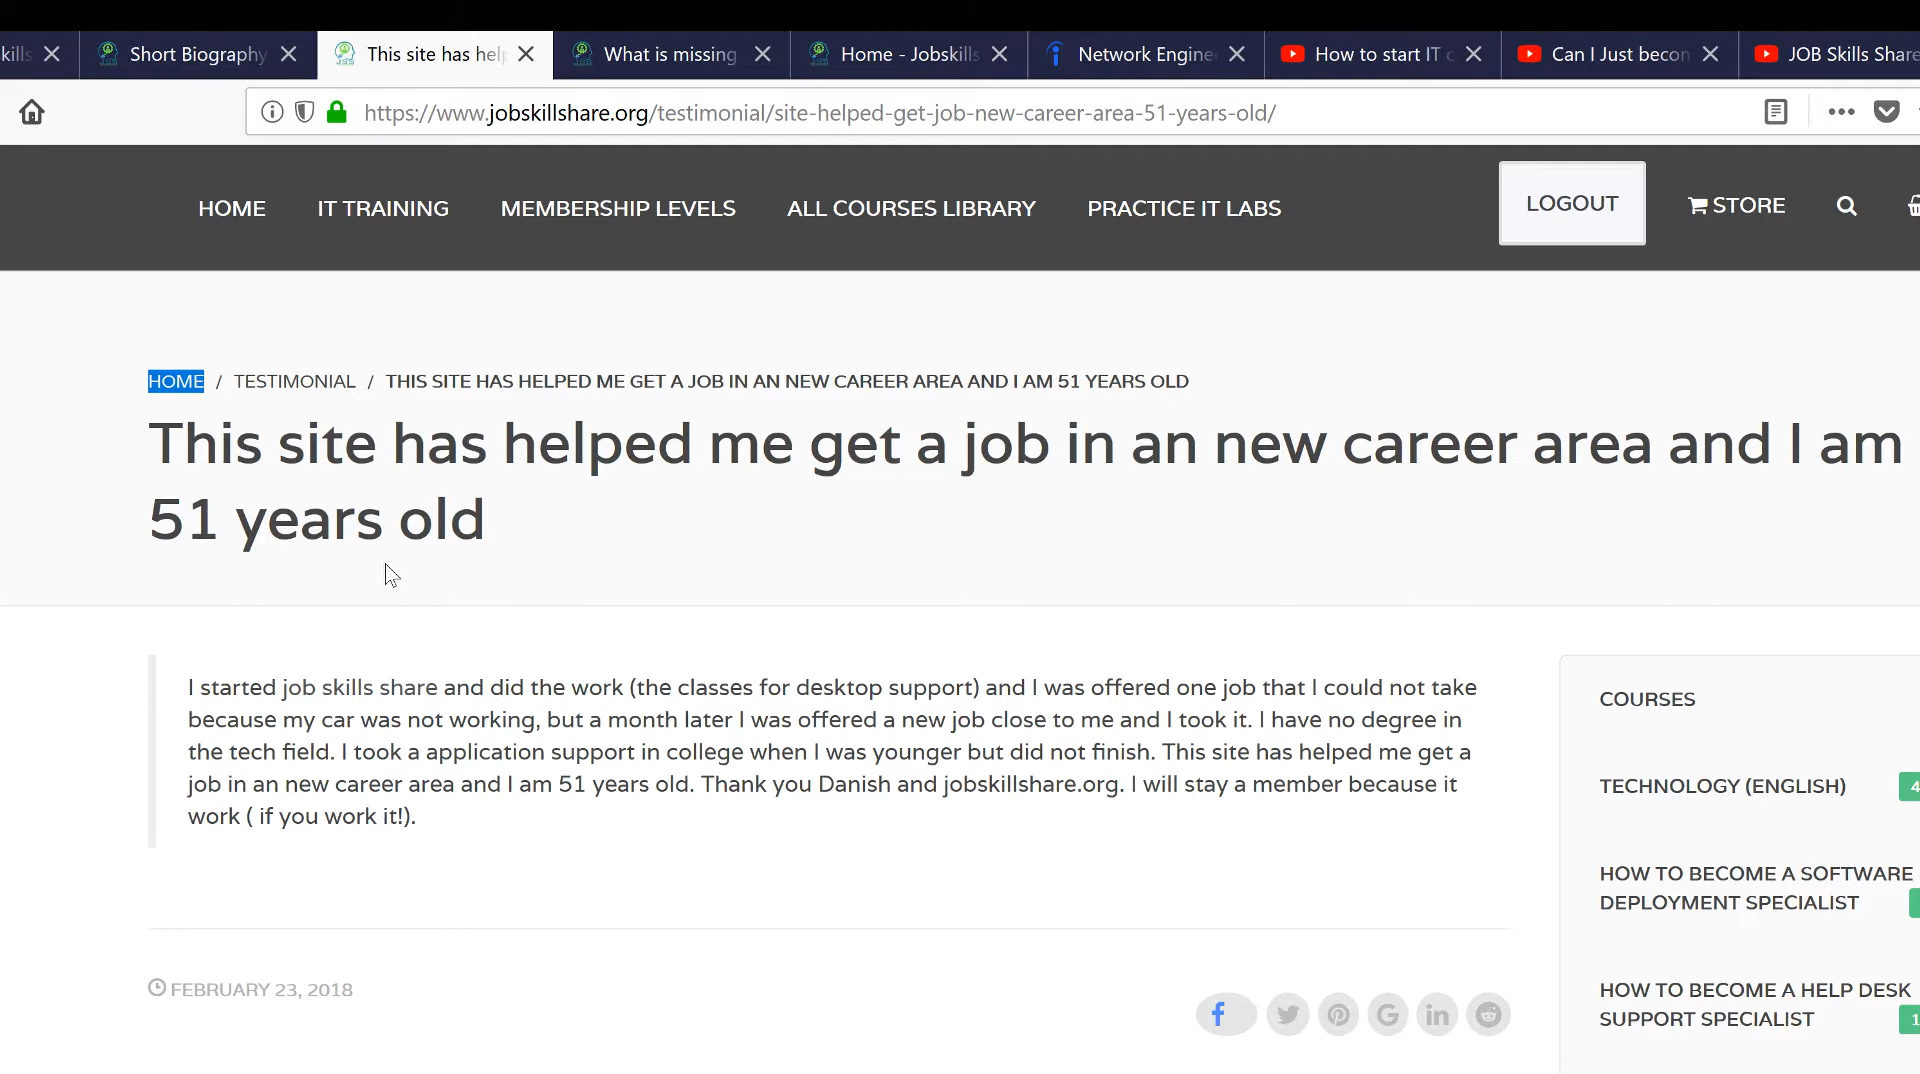 kills
Short Biography
This site has help
What is missing
Home - Jobskills
Network Engine
How to start IT c
Can I Just becon
JOB Skills Share
https://www.jobskillshare.org/testimonial/site-helped-get-job-new-career-area-51-years-old/
HOME IT TRAINING MEMBERSHIP LEVELS ALL COURSES LIBRARY PRACTICE IT LABS LOGOUT STORE
HOME / TESTIMONIAL / THIS SITE HAS HELPED ME GET A JOB IN AN NEW CAREER AREA AND I AM 51 YEARS OLD
This site has helped me get a job in an new career area and I am
51 years old
I started job skills share and did the work (the classes for desktop support) and I was offered one job that I could not take
because my car was not working, but a month later I was offered a new job close to me and I took it. I have no degree in
the tech field. I took a application support in college when I was younger but did not finish. This site has helped me get a
job in an new career area and I am 51 years old. Thank you Danish and jobskillshare.org. I will stay a member because it
work ( if you work it!).
FEBRUARY 23, 2018
COURSES
TECHNOLOGY (ENGLISH) 4
HOW TO BECOME A SOFTWARE
DEPLOYMENT SPECIALIST
HOW TO BECOME A HELP DESK
SUPPORT SPECIALIST 1